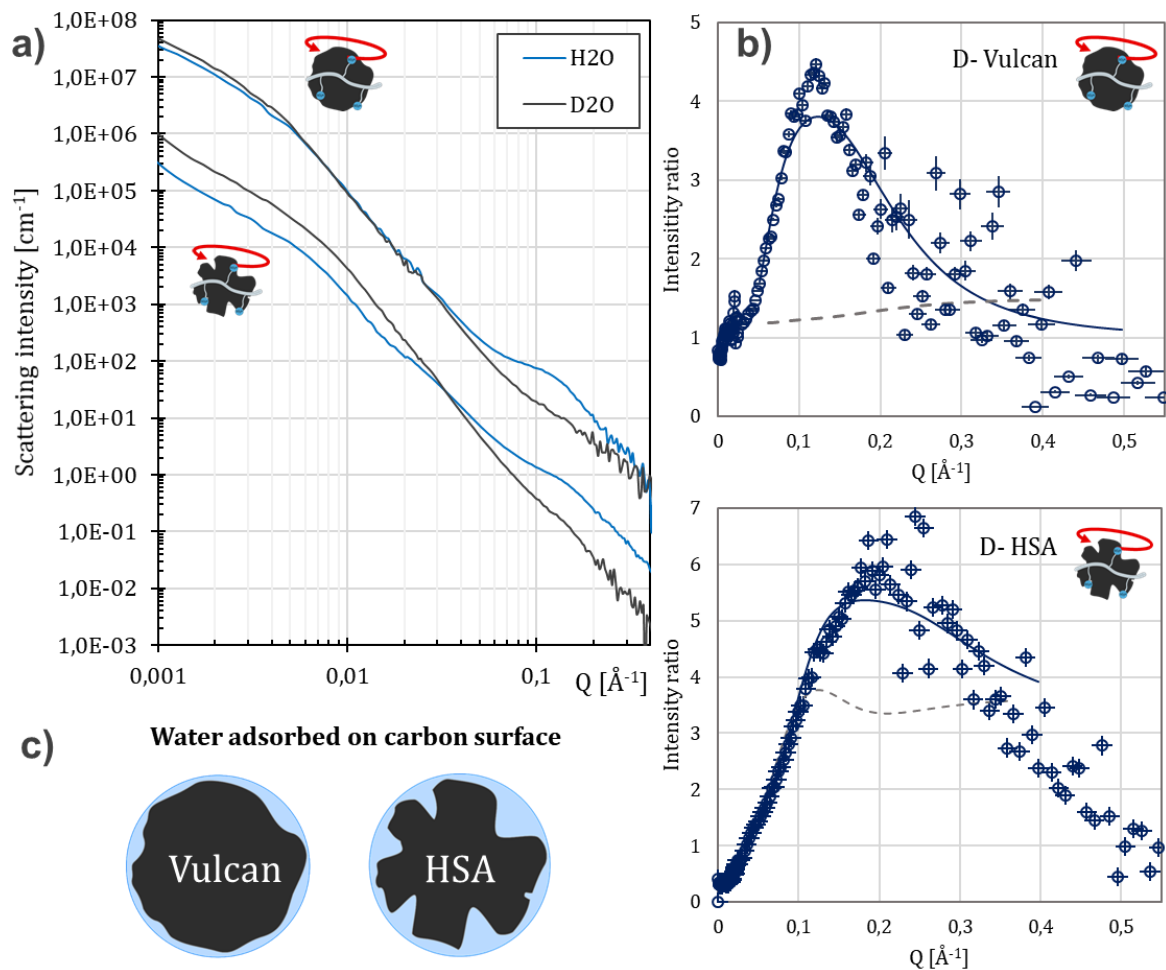 a)
1,0E+08
1,0E+07
1,0E+06
1,0E+05
1,0E+04
1,0E+03
1,0E+02
1,0E+01
1,0E+00
1,0E-01
1,0E-02
1,0E-03
Scattering intensity [cm⁻¹]
H2O
D2O
0,001
0,01
0,1
Q [Å⁻¹]
b)
D- Vulcan
5
4
3
2
1
0
Intensitity ratio
0
0,1
0,2
0,3
0,4
0,5
Q [Å⁻¹]
D- HSA
7
6
5
4
3
2
1
0
Intensity ratio
0
0,1
0,2
0,3
0,4
0,5
Q [Å⁻¹]
c)
Water adsorbed on carbon surface
Vulcan
HSA